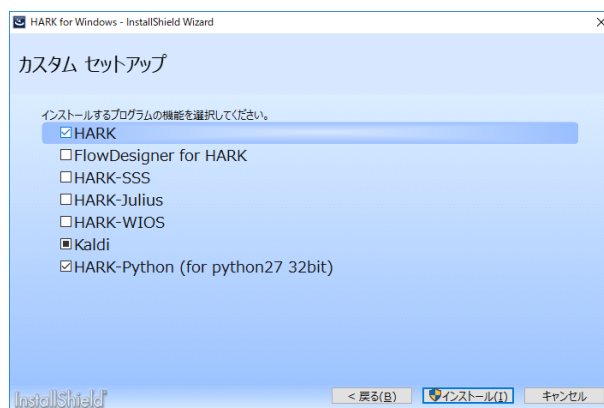 HARK for Windows - InstallShield Wizard
カスタム セットアップ
インストールするプログラムの機能を選択してください。
HARK
FlowDesigner for HARK
HARK-SSS
HARK-Julius
HARK-WIOS
Kaldi
HARK-Python (for python27 32bit)
InstallShield
< 戻る(B)
インストール(I)
キャンセル